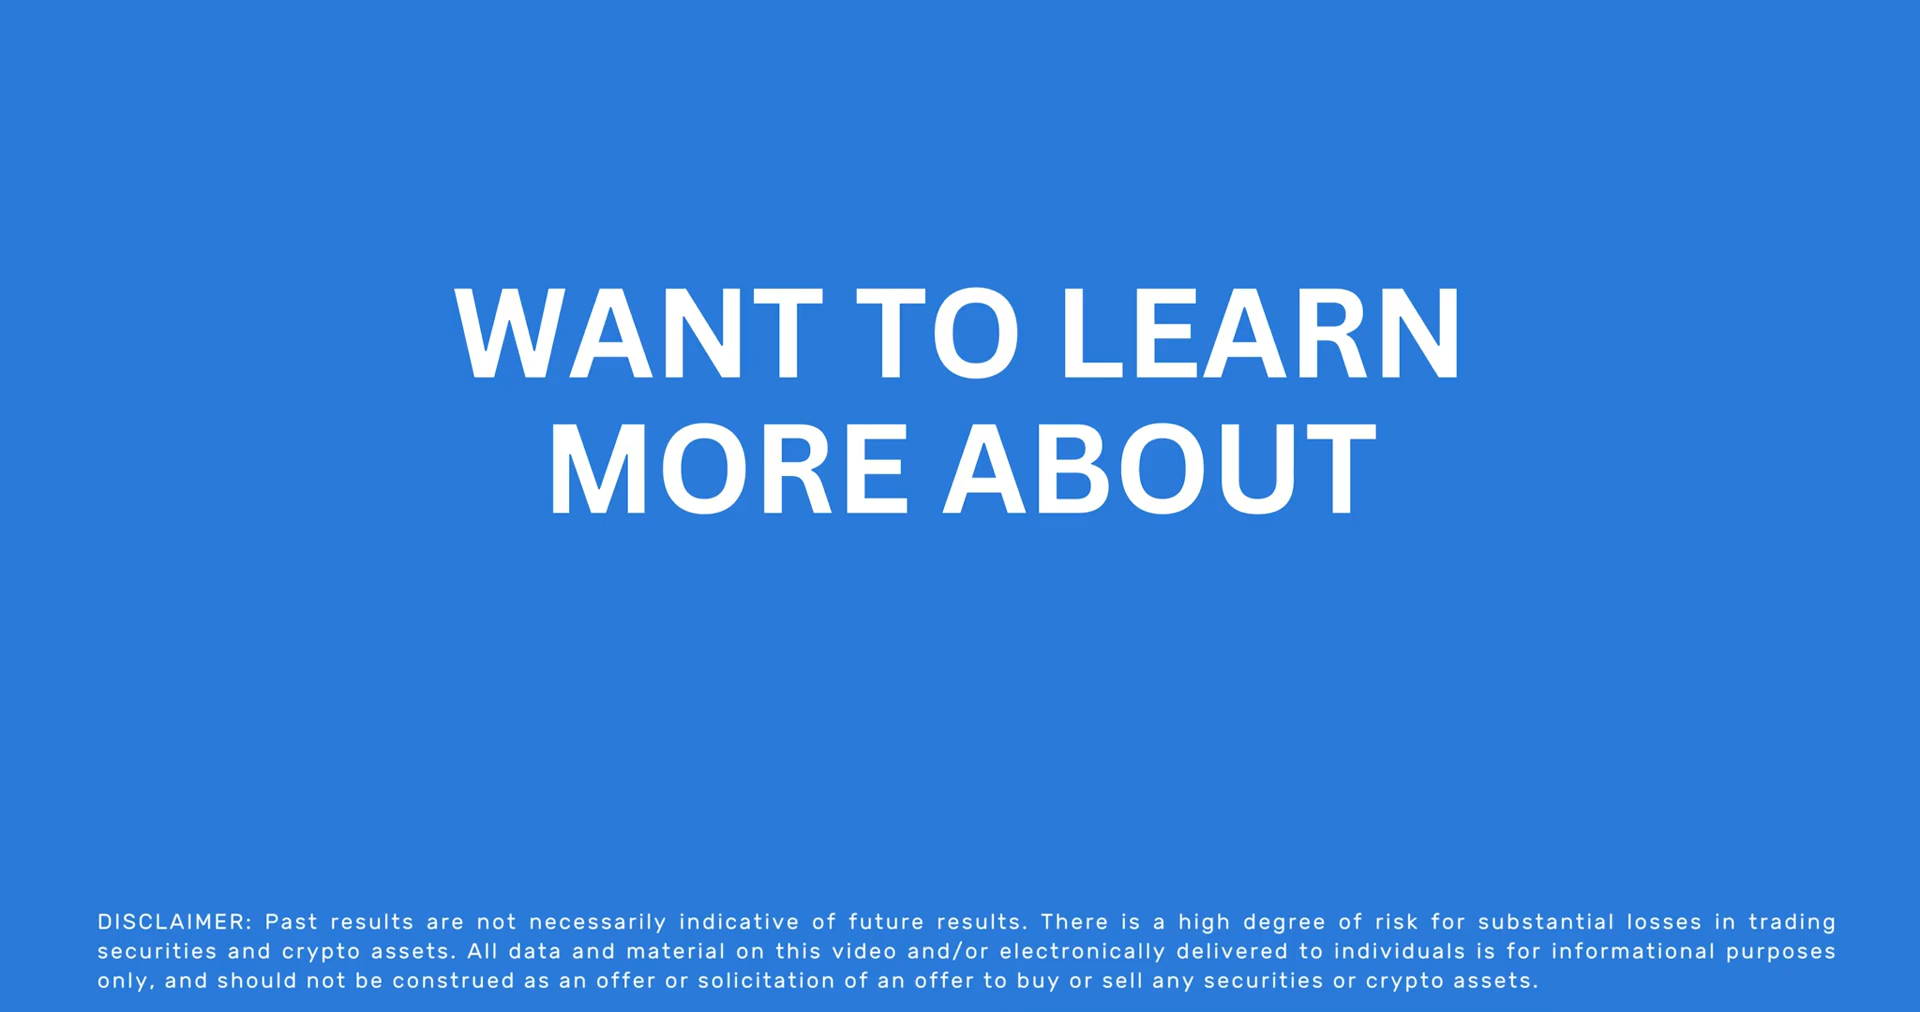 WANT TO LEARN
MORE ABOUT
DISCLAIMER: Past results are not necessarily indicative of future results. There is a high degree of risk for substantial losses in trading
securities and crypto assets. All data and material on this video and/or electronically delivered to individuals is for informational purposes
only, and should not be construed as an offer or solicitation of an offer to buy or sell any securities or crypto assets.